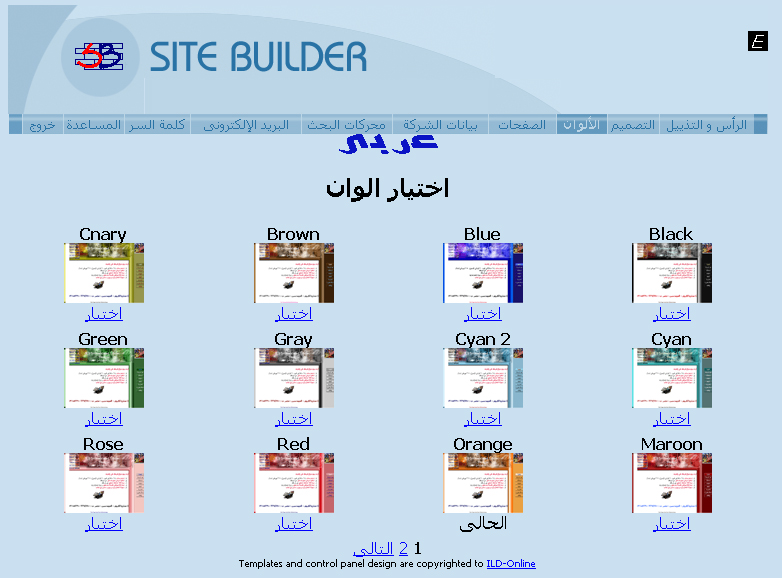 SB SITE BUILDER
E
الرأس و التذييل التصميم الألوان الصفحات بيانات الشركة محركات البحث البريد الإلكترونى كلمة السر المساعدة خروج
عربي
اختيار الوان
Black Blue Brown Cnary
اختيار اختيار اختيار اختيار
Cyan Cyan 2 Gray Green
اختيار اختيار اختيار اختيار
Maroon Orange Red Rose
اختيار الحالى اختيار اختيار
1 2 التالى
Templates and control panel design are copyrighted to ILD-Online